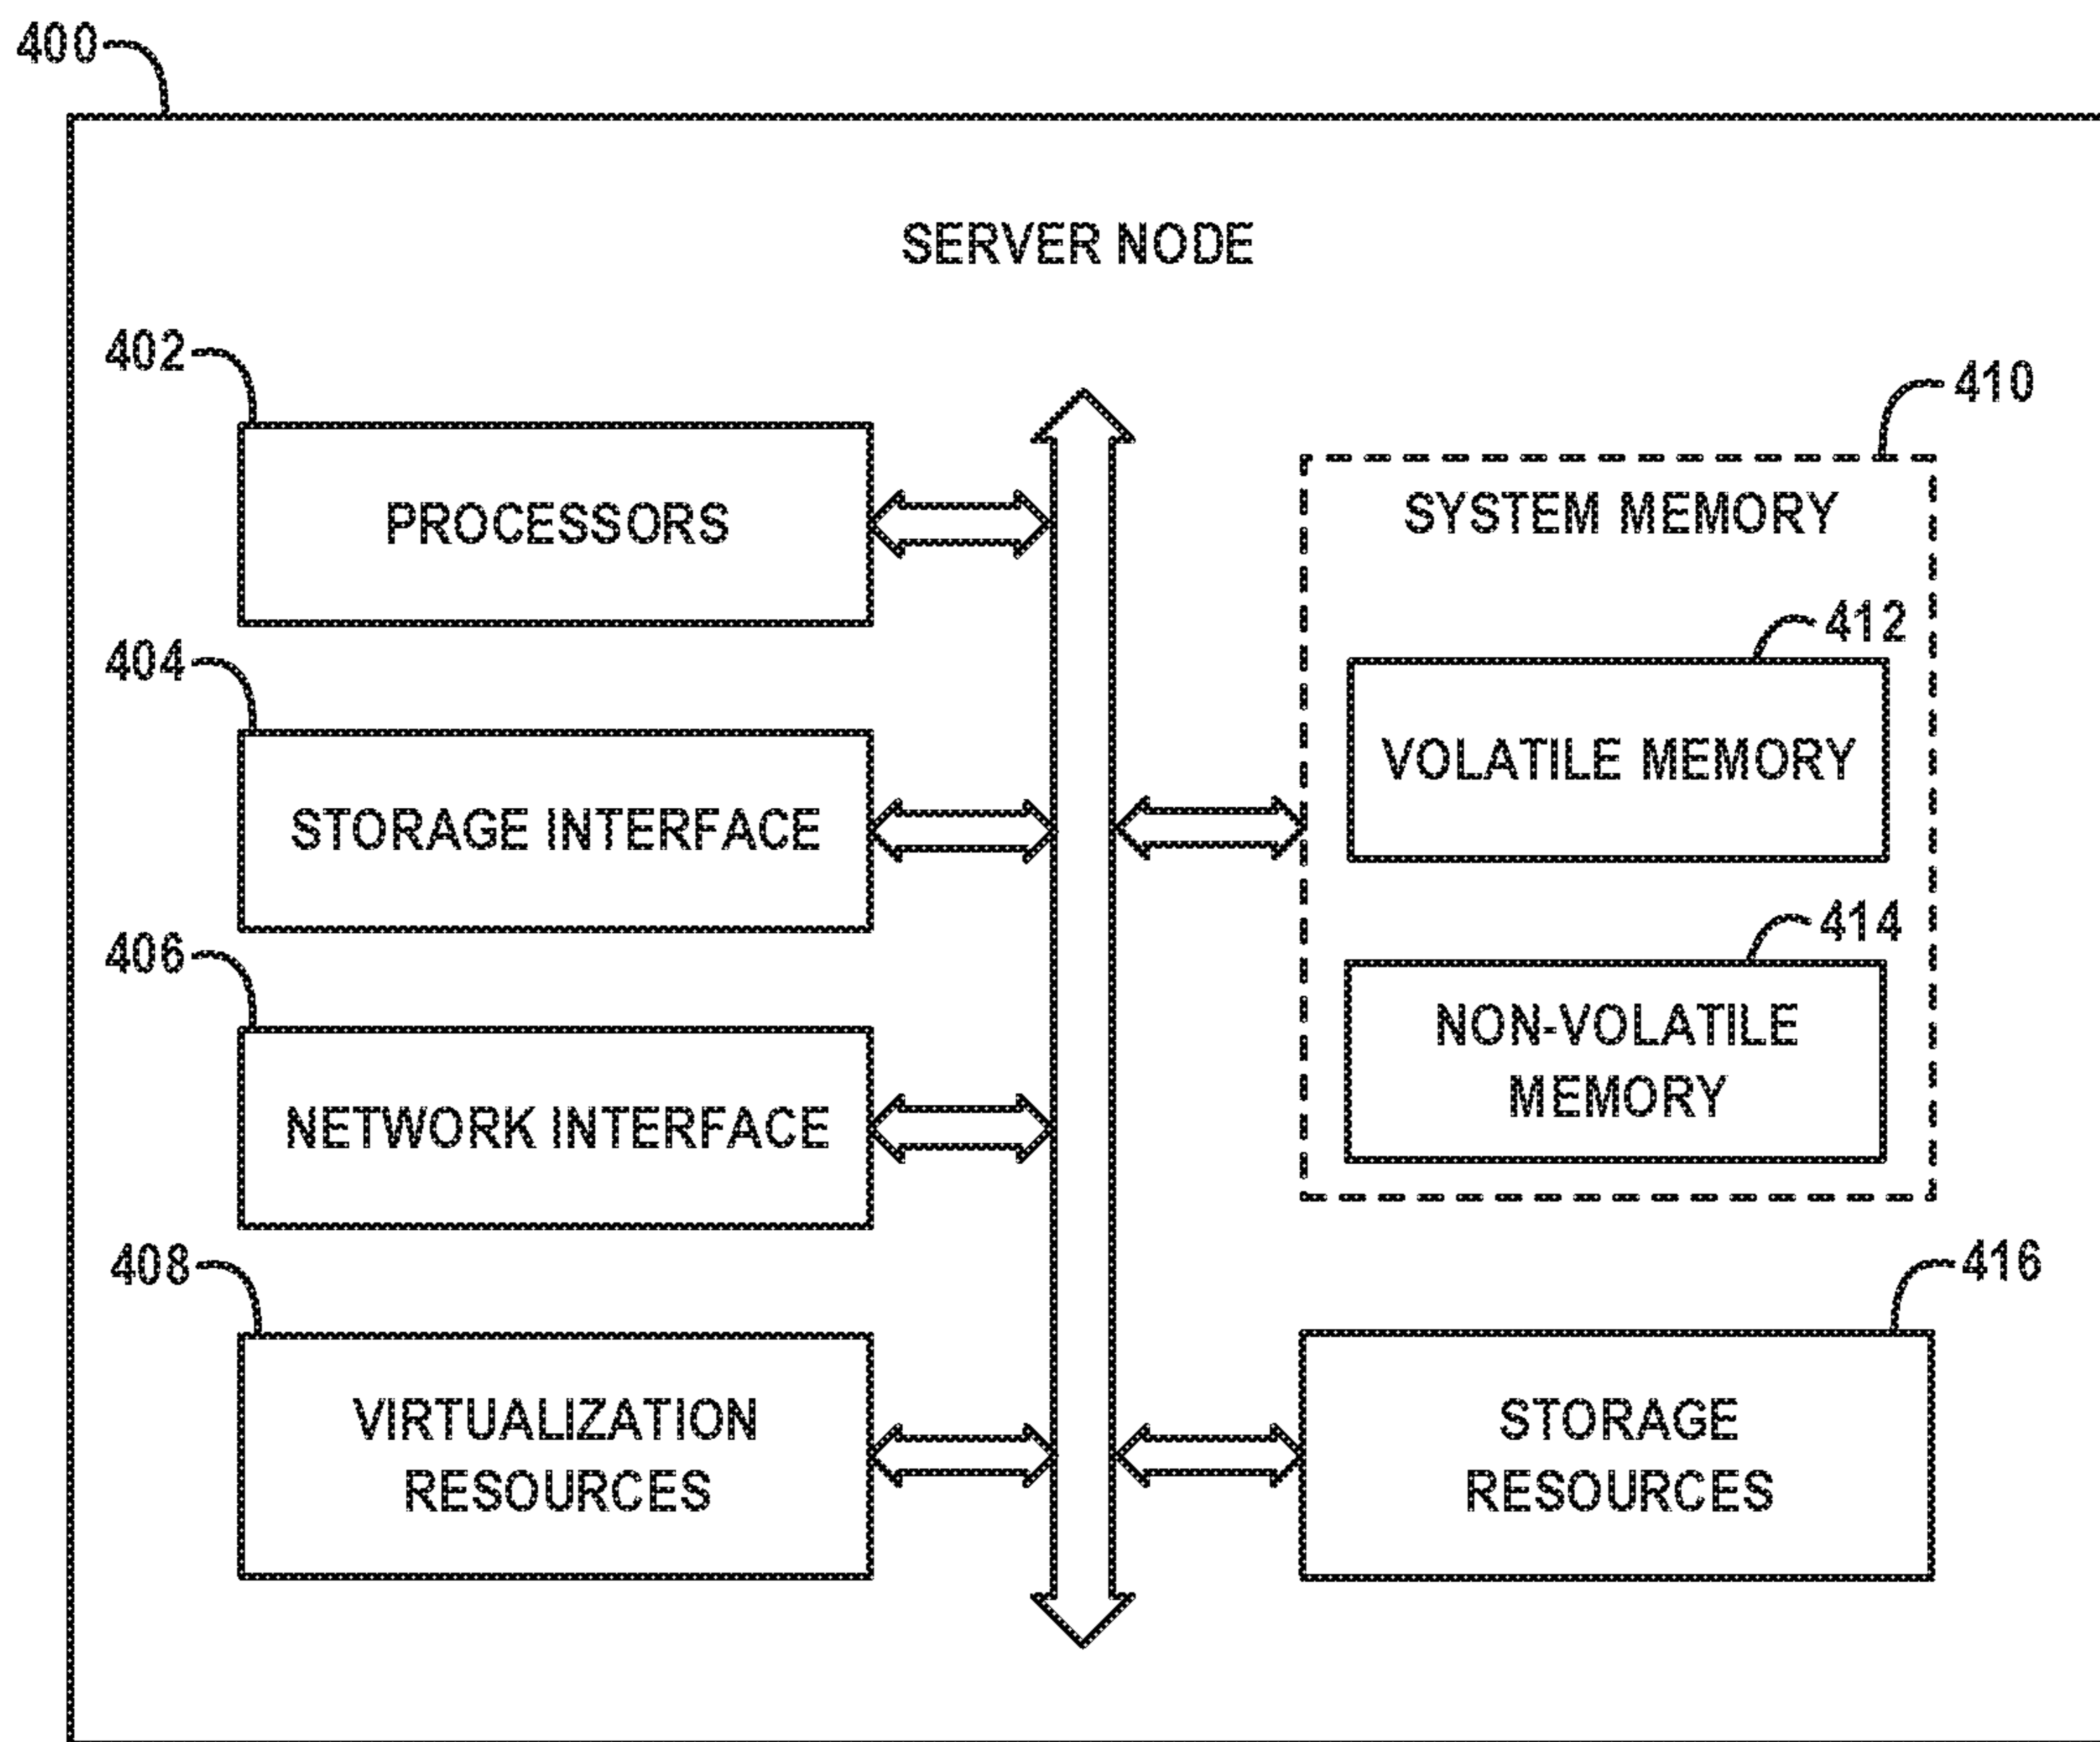 400
SERVER NODE
402
410
PROCESSORS
SYSTEM MEMORY
412
404
VOLATILE MEMORY
STORAGE INTERFACE
414
406
NON-VOLATILE
MEMORY
NETWORK INTERFACE
408
416
VIRTUALIZATION
RESOURCES
STORAGE
RESOURCES